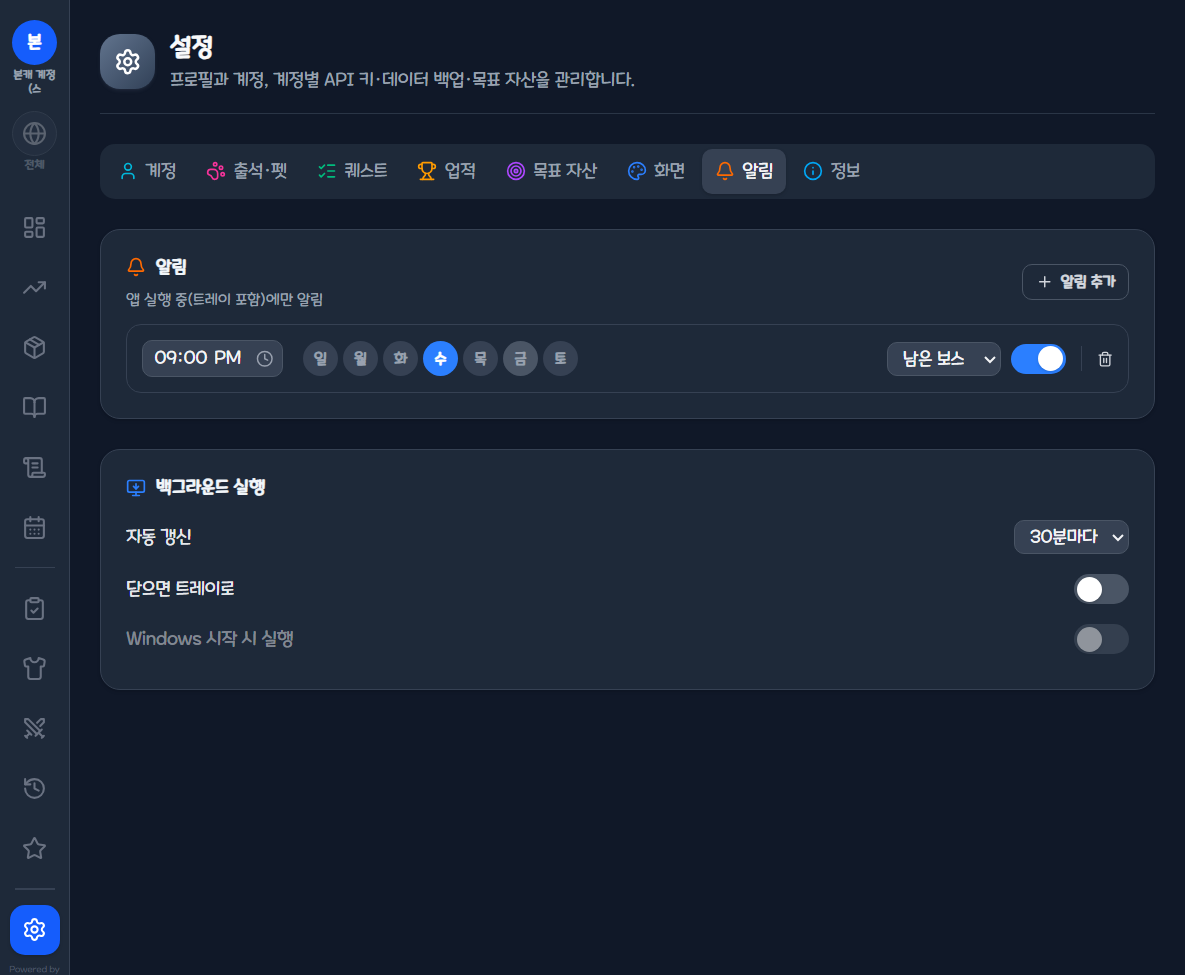 본
본캐 계정
(스
전체
Powered by
설정
프로필과 계정, 계정별 API 키·데이터 백업·목표 자산을 관리합니다.
계정 출석·펫 퀘스트 업적 목표 자산 화면 알림 정보
알림
앱 실행 중(트레이 포함)에만 알림
알림 추가
09:00 PM 일 월 화 수 목 금 토 남은 보스
백그라운드 실행
자동 갱신 30분마다
닫으면 트레이로
Windows 시작 시 실행